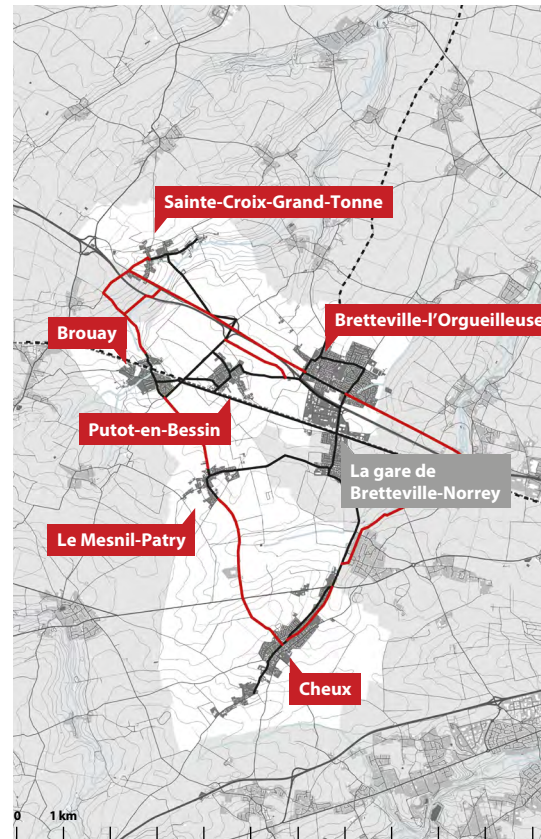 Sainte-Croix-Grand-Tonne
Bretteville-l'Orgueilleuse
Brouay
Putot-en-Bessin
La gare de
Bretteville-Norrey
Le Mesnil-Patry
Cheux
0 1 km